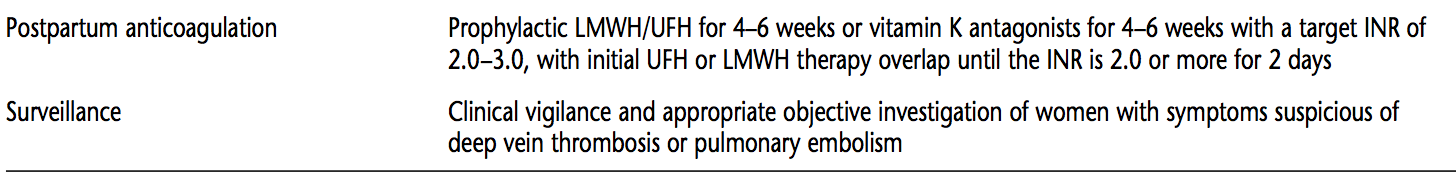 Postpartum anticoagulation Prophylactic LMWH/UFH for 4–6 weeks or vitamin K antagonists for 4–6 weeks with a target INR of
2.0–3.0, with initial UFH or LMWH therapy overlap until the INR is 2.0 or more for 2 days
Surveillance Clinical vigilance and appropriate objective investigation of women with symptoms suspicious of
deep vein thrombosis or pulmonary embolism